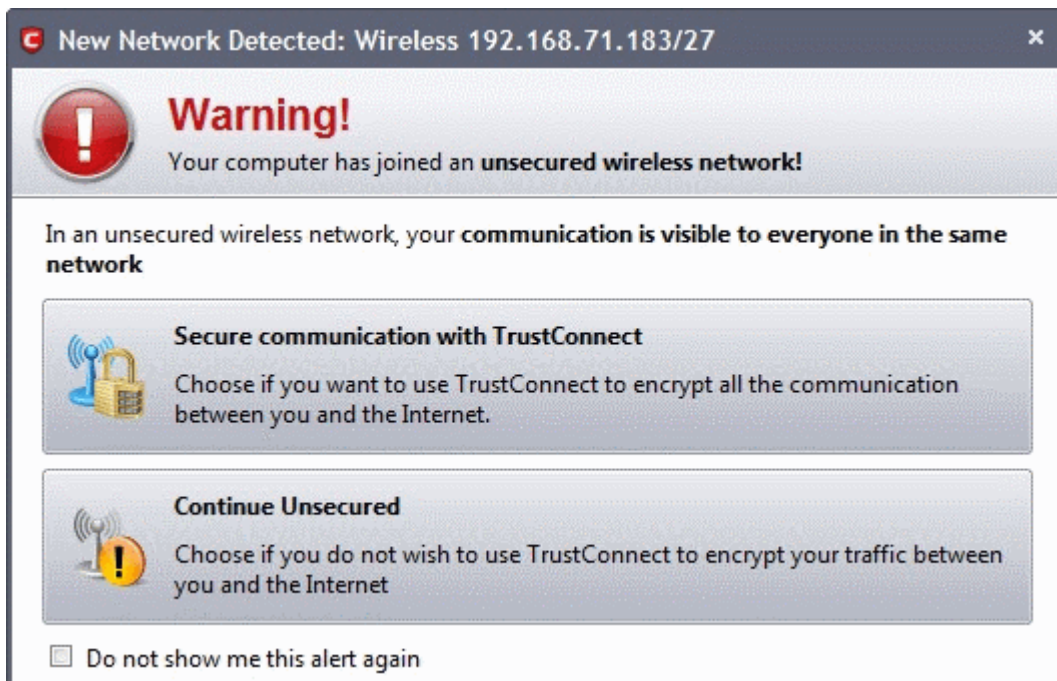 New Network Detected: Wireless 192.168.71.183/27
Warning!
Your computer has joined an unsecured wireless network!
In an unsecured wireless network, your communication is visible to everyone in the same
network
Secure communication with TrustConnect
Choose if you want to use TrustConnect to encrypt all the communication
between you and the Internet.
Continue Unsecured
Choose if you do not wish to use TrustConnect to encrypt your traffic between
you and the Internet
Do not show me this alert again